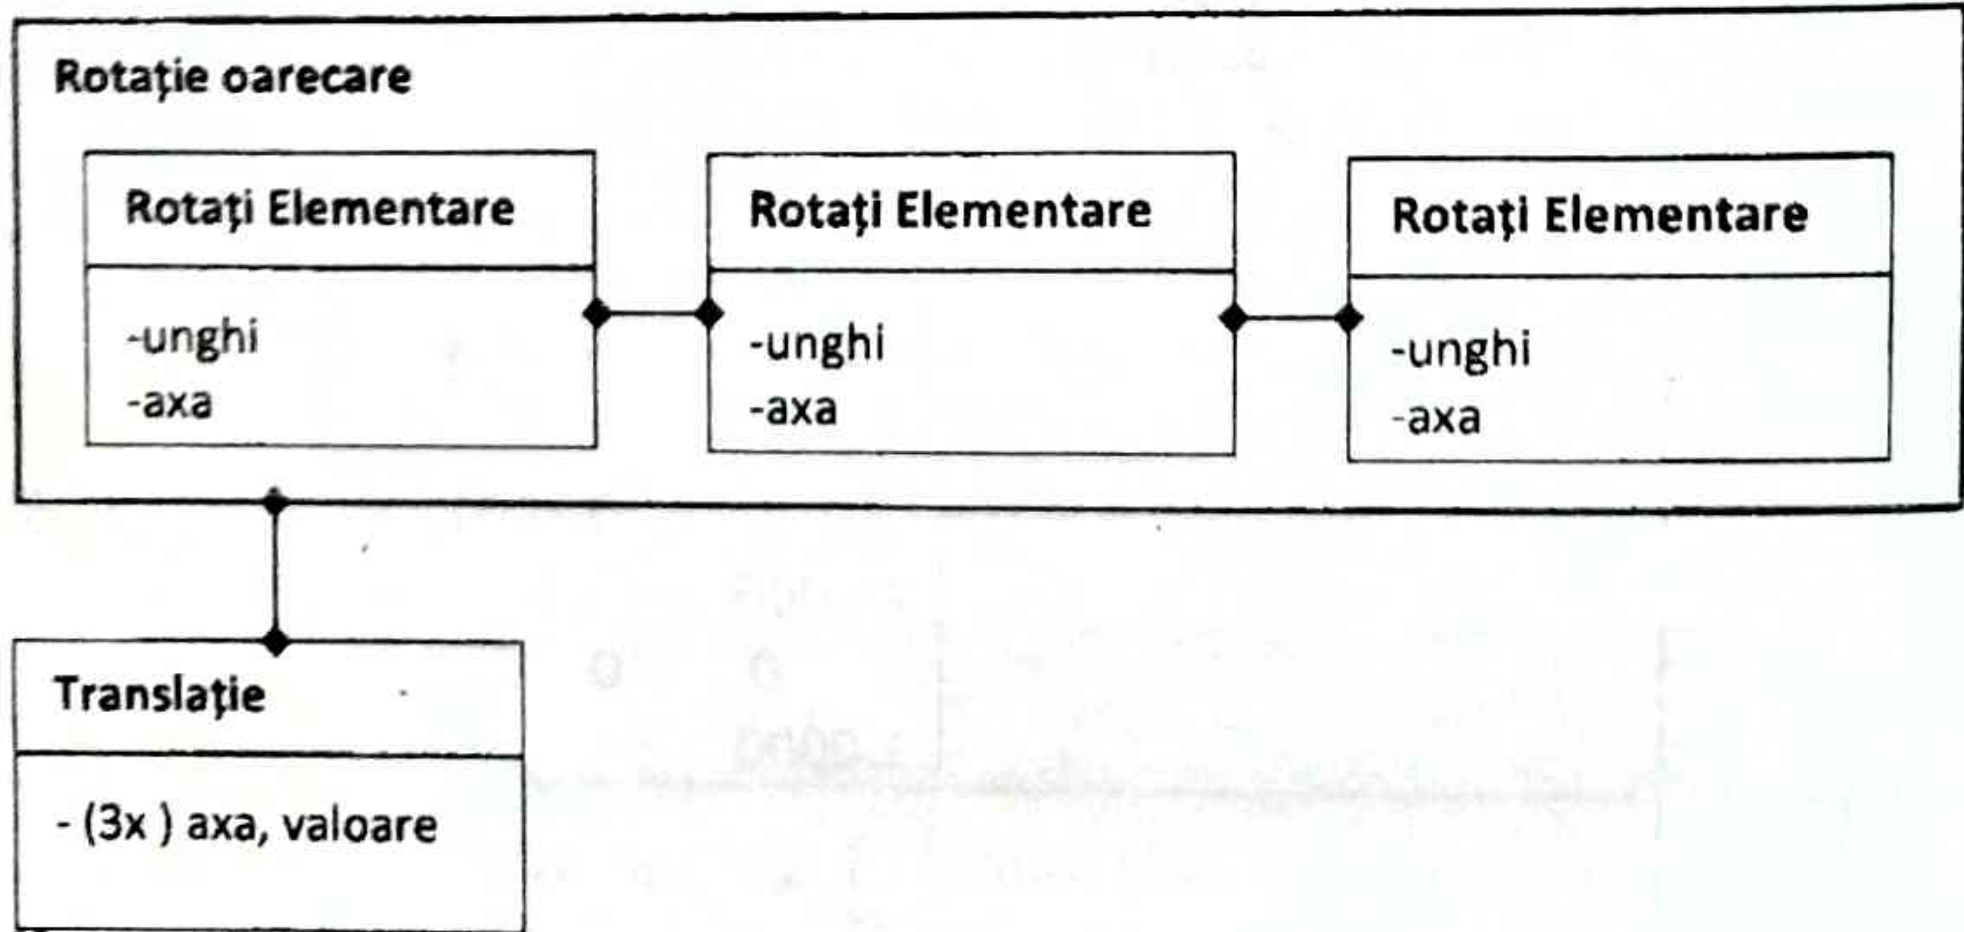 Rotație oarecare
Rotați Elementare
-unghi
-axa
Rotați Elementare
-unghi
-axa
Rotați Elementare
-unghi
-axa
Translație
- (3x ) axa, valoare